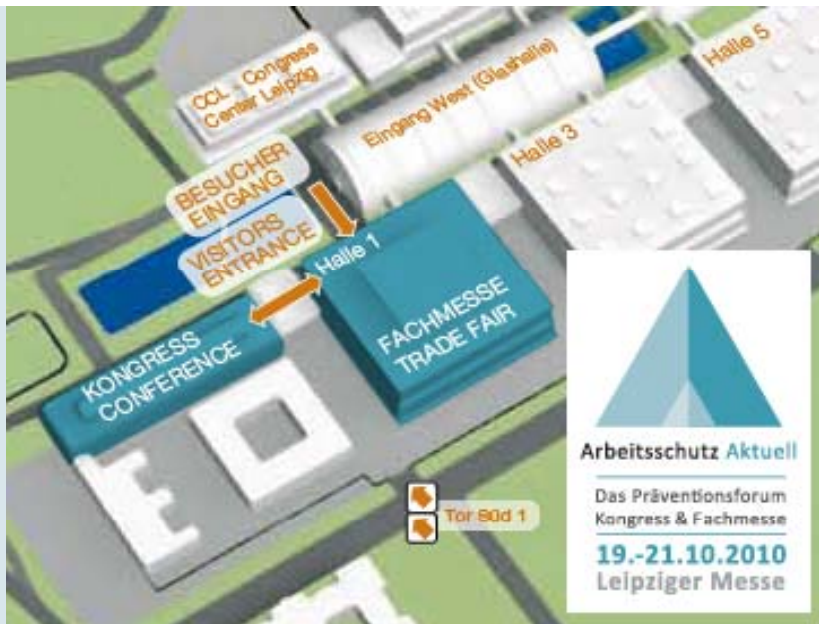 CCL - Congress
Center Leipzig
Eingang West (Glashalle)
Halle 5
Halle 3
BESUCHER
EINGANG
VISITORS
ENTRANCE
Halle 1
FACHMESSE
TRADE FAIR
KONGRESS
CONFERENCE
Tor Süd 1
Arbeitsschutz Aktuell
Das Präventionsforum
Kongress & Fachmesse
19.-21.10.2010
Leipziger Messe